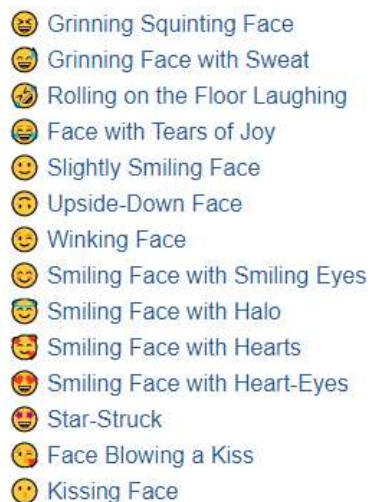 😆 Grinning Squinting Face
😅 Grinning Face with Sweat
🤣 Rolling on the Floor Laughing
😂 Face with Tears of Joy
🙂 Slightly Smiling Face
🙃 Upside-Down Face
😉 Winking Face
😊 Smiling Face with Smiling Eyes
😇 Smiling Face with Halo
🥰 Smiling Face with Hearts
😍 Smiling Face with Heart-Eyes
🤩 Star-Struck
😘 Face Blowing a Kiss
😗 Kissing Face